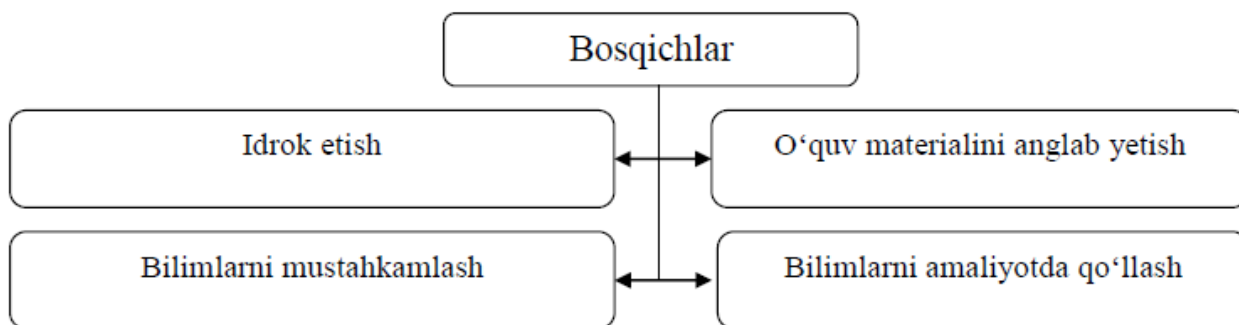 Bosqichlar
Idrok etish
O‘quv materialini anglab yetish
Bilimlarni mustahkamlash
Bilimlarni amaliyotda qo‘llash